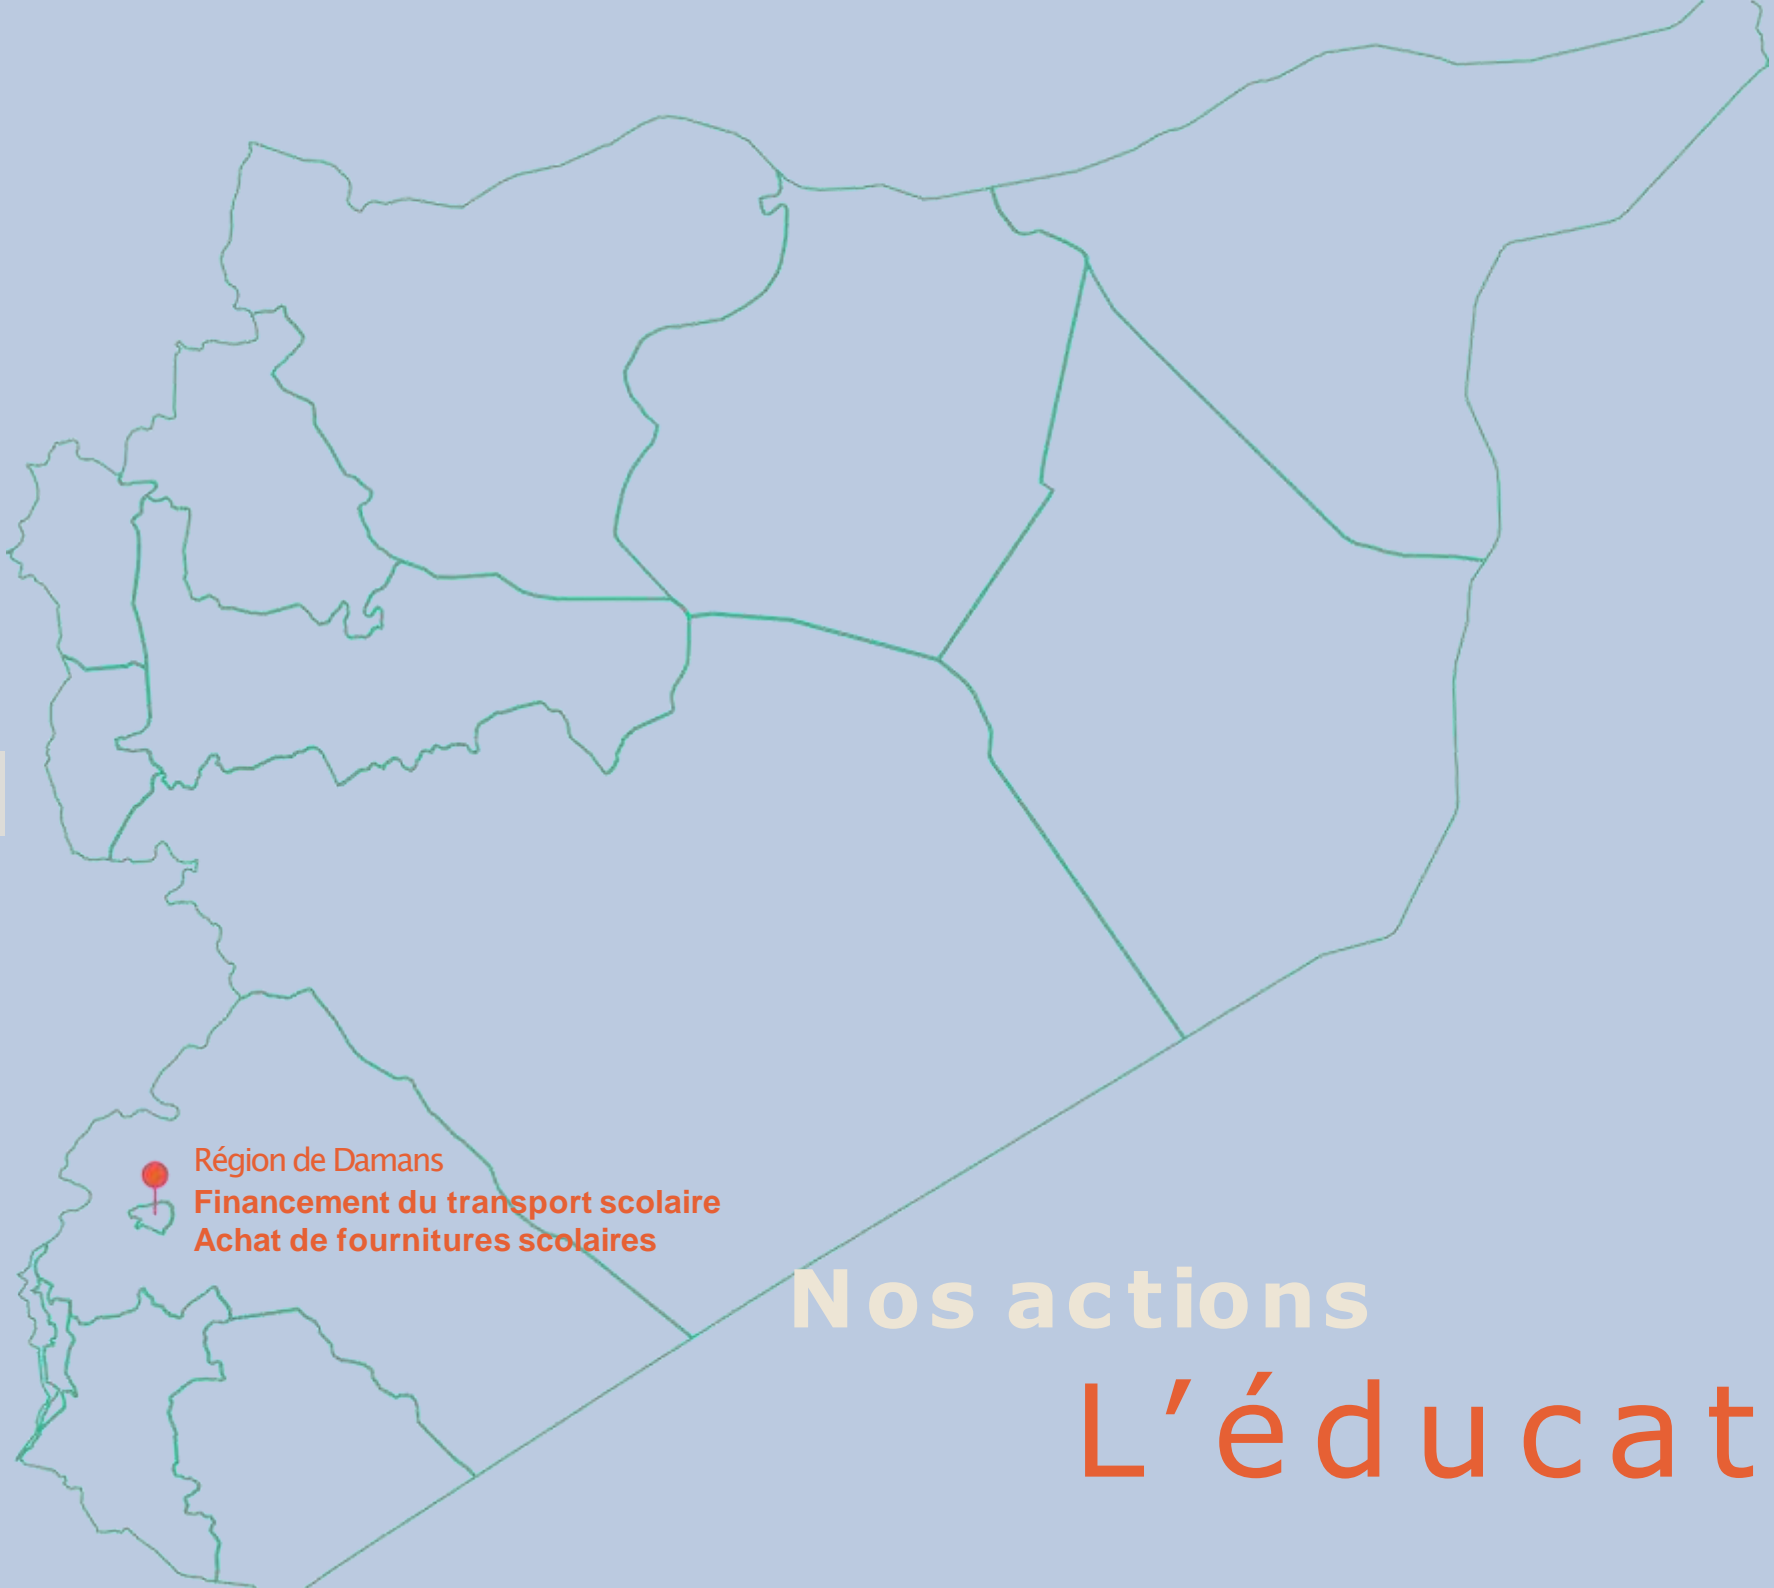 Région de Damans
Financement du transport scolaire
Achat de fournitures scolaires
Nos actions
L’éducat